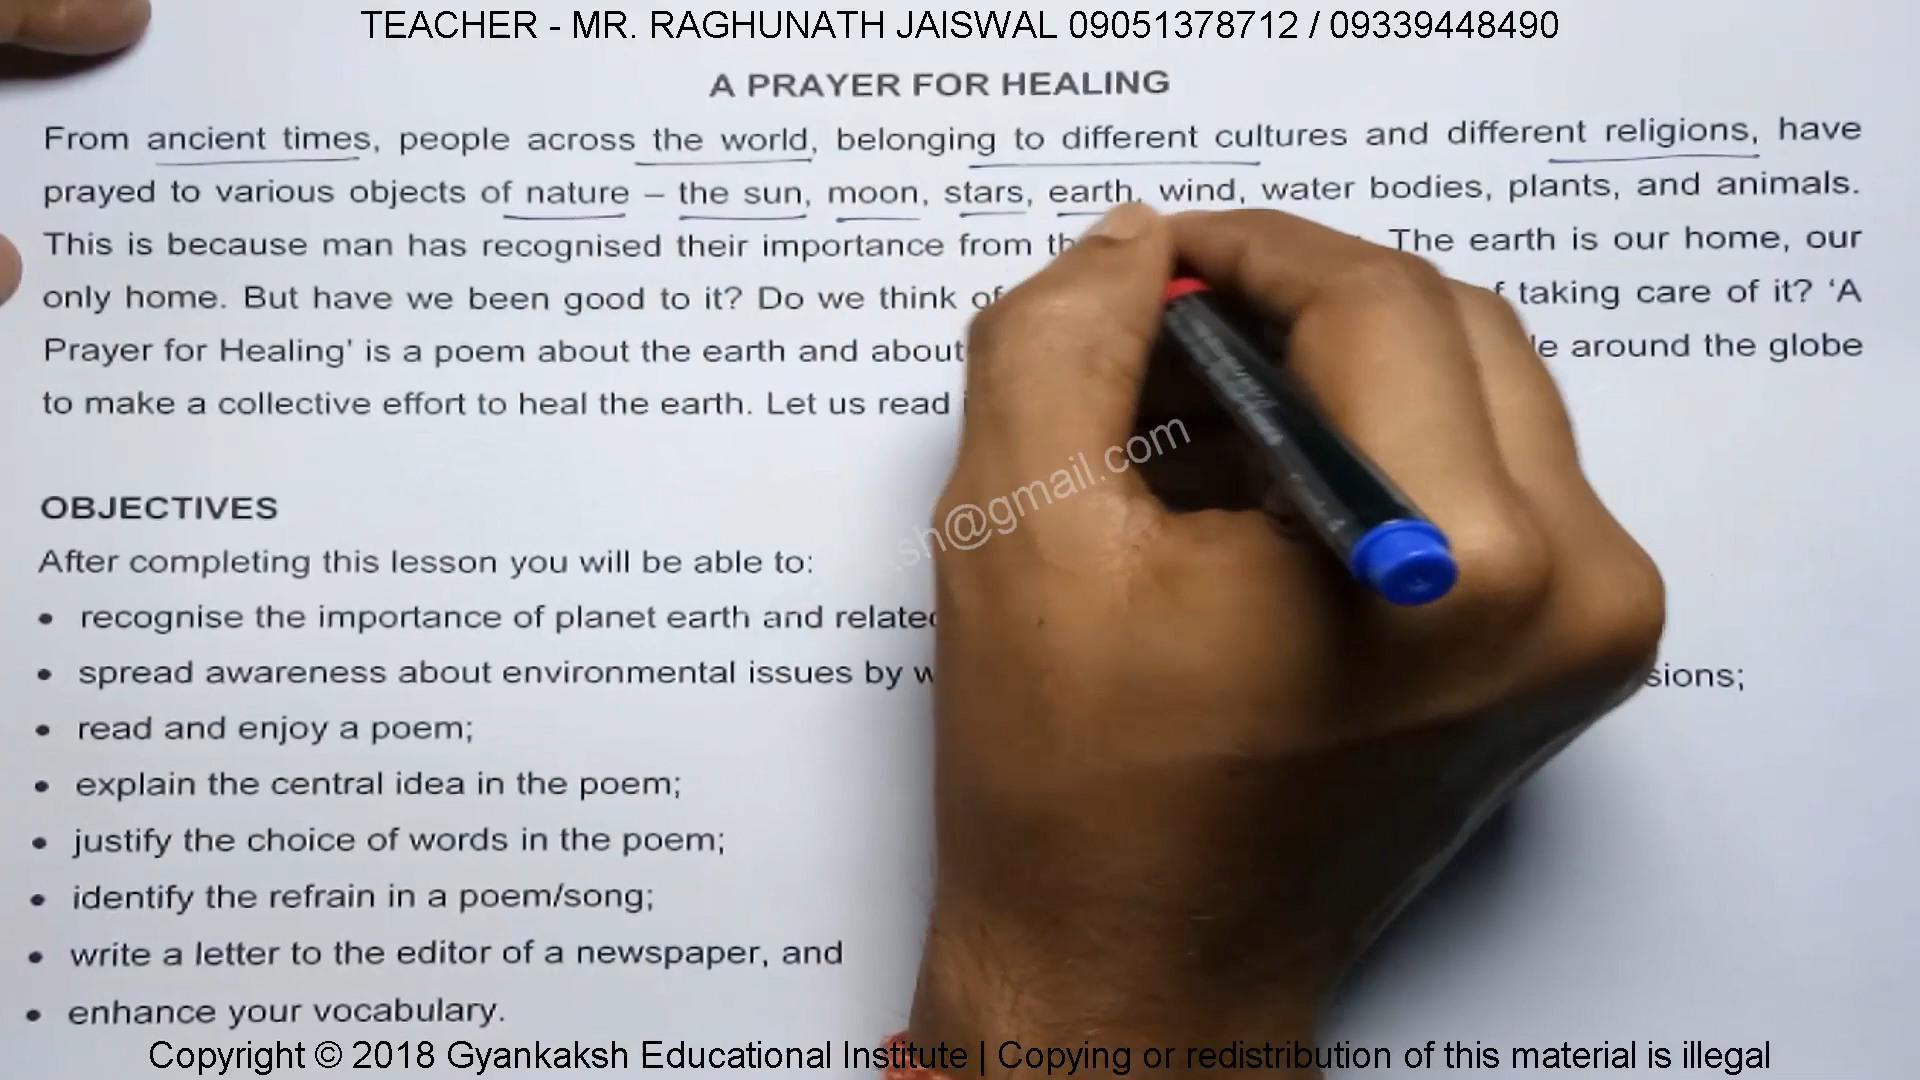 TEACHER - MR. RAGHUNATH JAISWAL 09051378712 / 09339448490
A PRAYER FOR HEALING
From ancient times, people across the world, belonging to different cultures and different religions, have
prayed to various objects of nature – the sun, moon, stars, earth, wind, water bodies, plants, and animals.
This is because man has recognised their importance from The earth is our home, our
only home. But have we been good to it? Do we think of taking care of it? ‘A
Prayer for Healing’ is a poem about the earth and about around the globe
to make a collective effort to heal the earth. Let us read
sh@gmail.com
OBJECTIVES
After completing this lesson you will be able to:
• recognise the importance of planet earth and related
• spread awareness about environmental issues by
• read and enjoy a poem;
• explain the central idea in the poem;
• justify the choice of words in the poem;
• identify the refrain in a poem/song;
• write a letter to the editor of a newspaper, and
• enhance your vocabulary.
Copyright © 2018 Gyankaksh Educational Institute | Copying or redistribution of this material is illegal